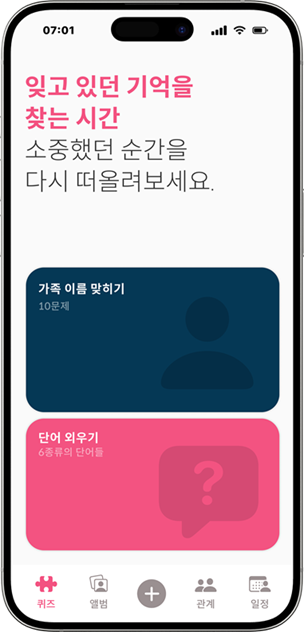 07:01
잊고 있던 기억을
찾는 시간
소중했던 순간을
다시 떠올려보세요.
가족 이름 맞히기
10문제
단어 외우기
6종류의 단어들
?
퀴즈
앨범
관계
일정